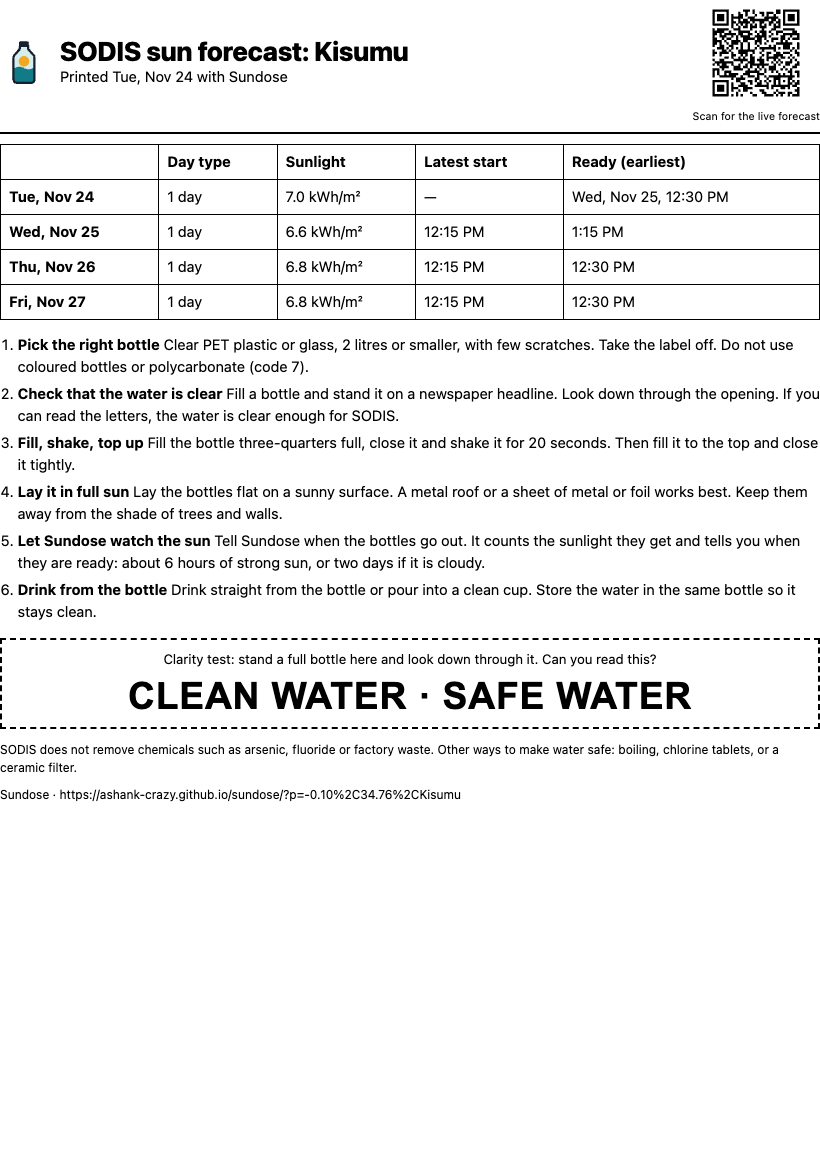 SODIS sun forecast: Kisumu
Printed Tue, Nov 24 with Sundose
Scan for the live forecast
Day type Sunlight Latest start Ready (earliest)
Tue, Nov 24 1 day 7.0 kWh/m² — Wed, Nov 25, 12:30 PM
Wed, Nov 25 1 day 6.6 kWh/m² 12:15 PM 1:15 PM
Thu, Nov 26 1 day 6.8 kWh/m² 12:15 PM 12:30 PM
Fri, Nov 27 1 day 6.8 kWh/m² 12:15 PM 12:30 PM
1. Pick the right bottle Clear PET plastic or glass, 2 litres or smaller, with few scratches. Take the label off. Do not use
coloured bottles or polycarbonate (code 7).
2. Check that the water is clear Fill a bottle and stand it on a newspaper headline. Look down through the opening. If you
can read the letters, the water is clear enough for SODIS.
3. Fill, shake, top up Fill the bottle three-quarters full, close it and shake it for 20 seconds. Then fill it to the top and close
it tightly.
4. Lay it in full sun Lay the bottles flat on a sunny surface. A metal roof or a sheet of metal or foil works best. Keep them
away from the shade of trees and walls.
5. Let Sundose watch the sun Tell Sundose when the bottles go out. It counts the sunlight they get and tells you when
they are ready: about 6 hours of strong sun, or two days if it is cloudy.
6. Drink from the bottle Drink straight from the bottle or pour into a clean cup. Store the water in the same bottle so it
stays clean.
Clarity test: stand a full bottle here and look down through it. Can you read this?
CLEAN WATER · SAFE WATER
SODIS does not remove chemicals such as arsenic, fluoride or factory waste. Other ways to make water safe: boiling, chlorine tablets, or a
ceramic filter.
Sundose · https://ashank-crazy.github.io/sundose/?p=-0.10%2C34.76%2CKisumu